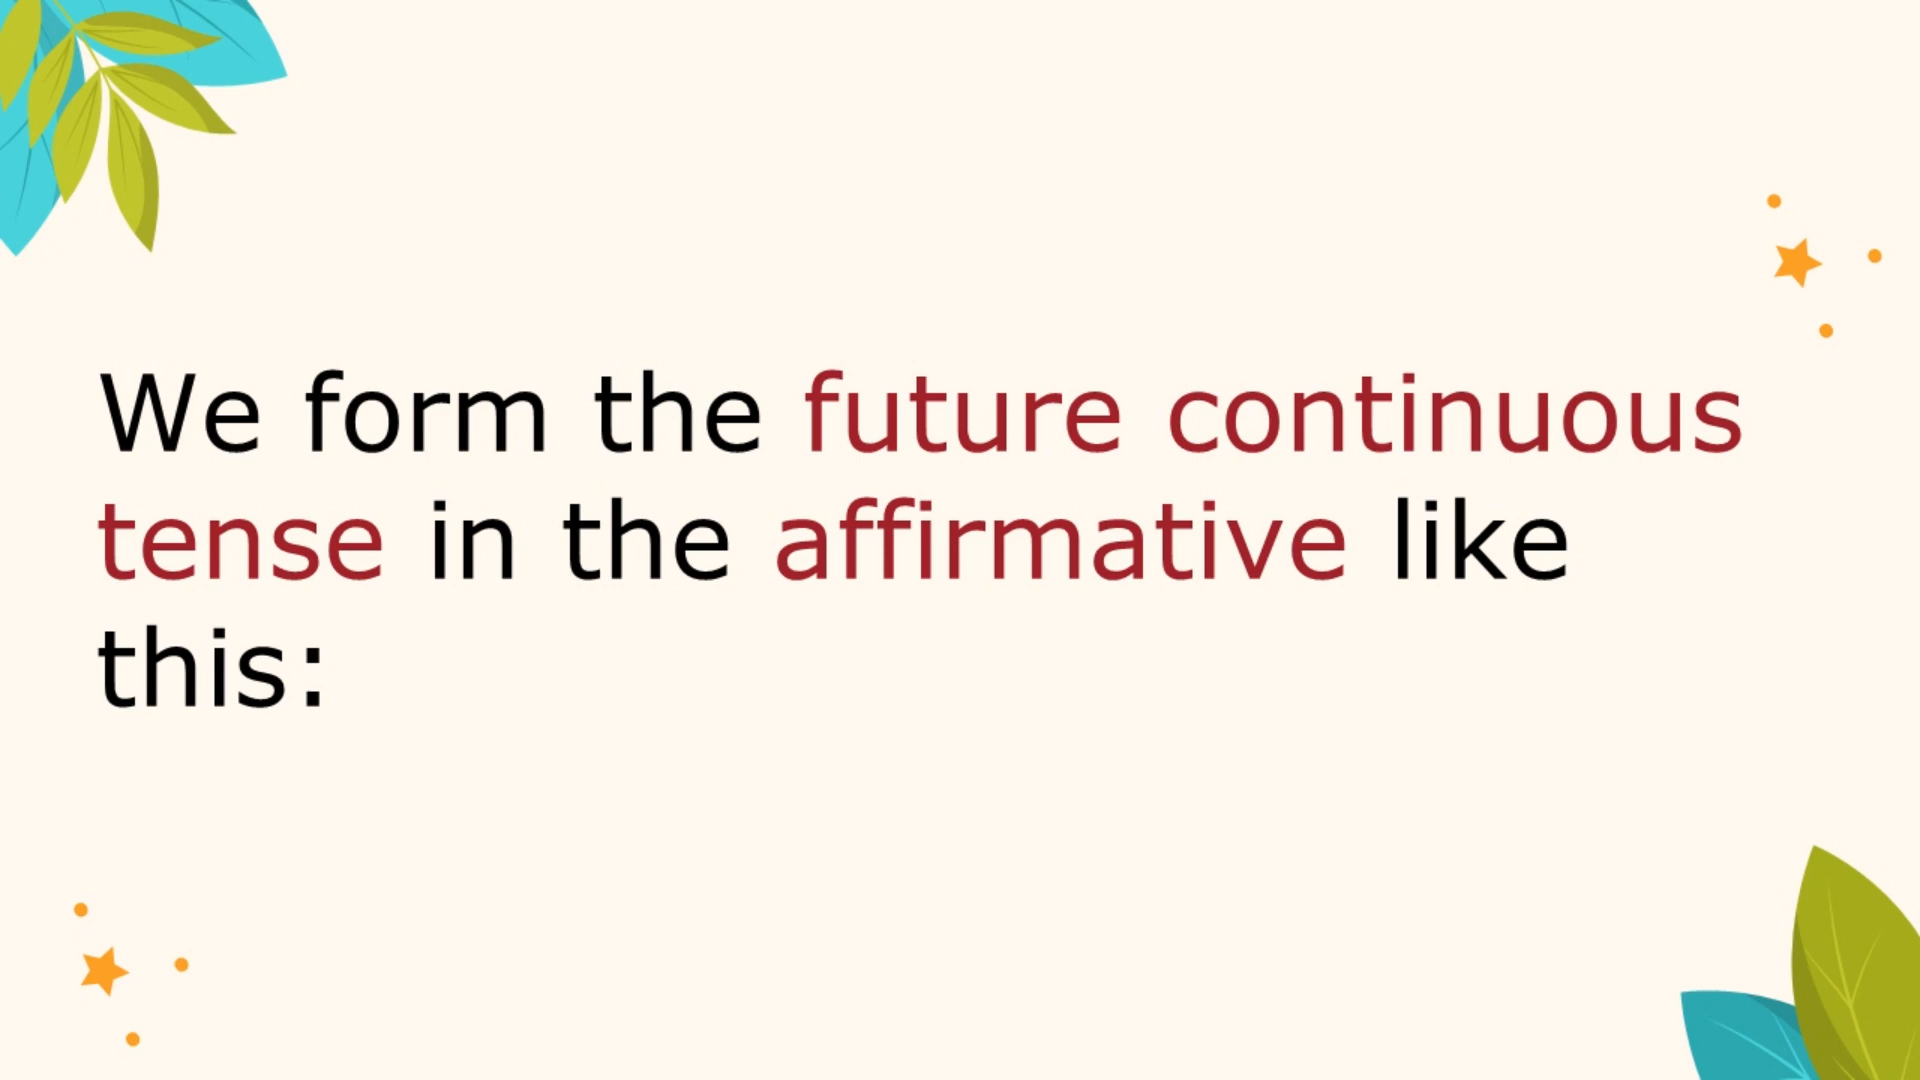 We form the future continuous
tense in the affirmative like
this: